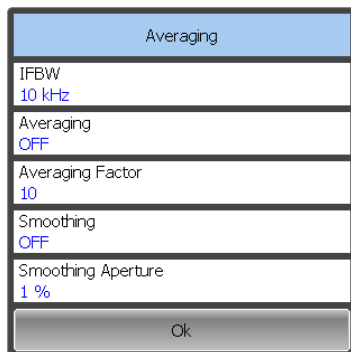 Averaging
IFBW
10 kHz
Averaging
OFF
Averaging Factor
10
Smoothing
OFF
Smoothing Aperture
1 %
Ok